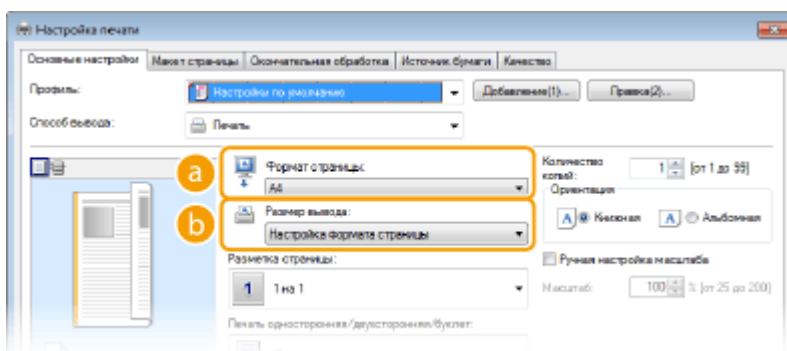 Настройка печати
Основные настройки Макет страницы Окончательная обработка Источник бумаги Качество
Профиль: Настройки по умолчанию Добавление(1)... Правка(2)...
Способ вывода: Печать
a Формат страницы: Количество копий: 1 [от 1 до 99]
A4 Ориентация
b Размер вывода: A Книжная A Альбомная
Настройка формата страницы
Разметка страницы: Ручная настройка масштаба
1 1 на 1 Масштаб: 100 % [от 25 до 200]
Печать односторонняя/двухсторонняя/буклет: